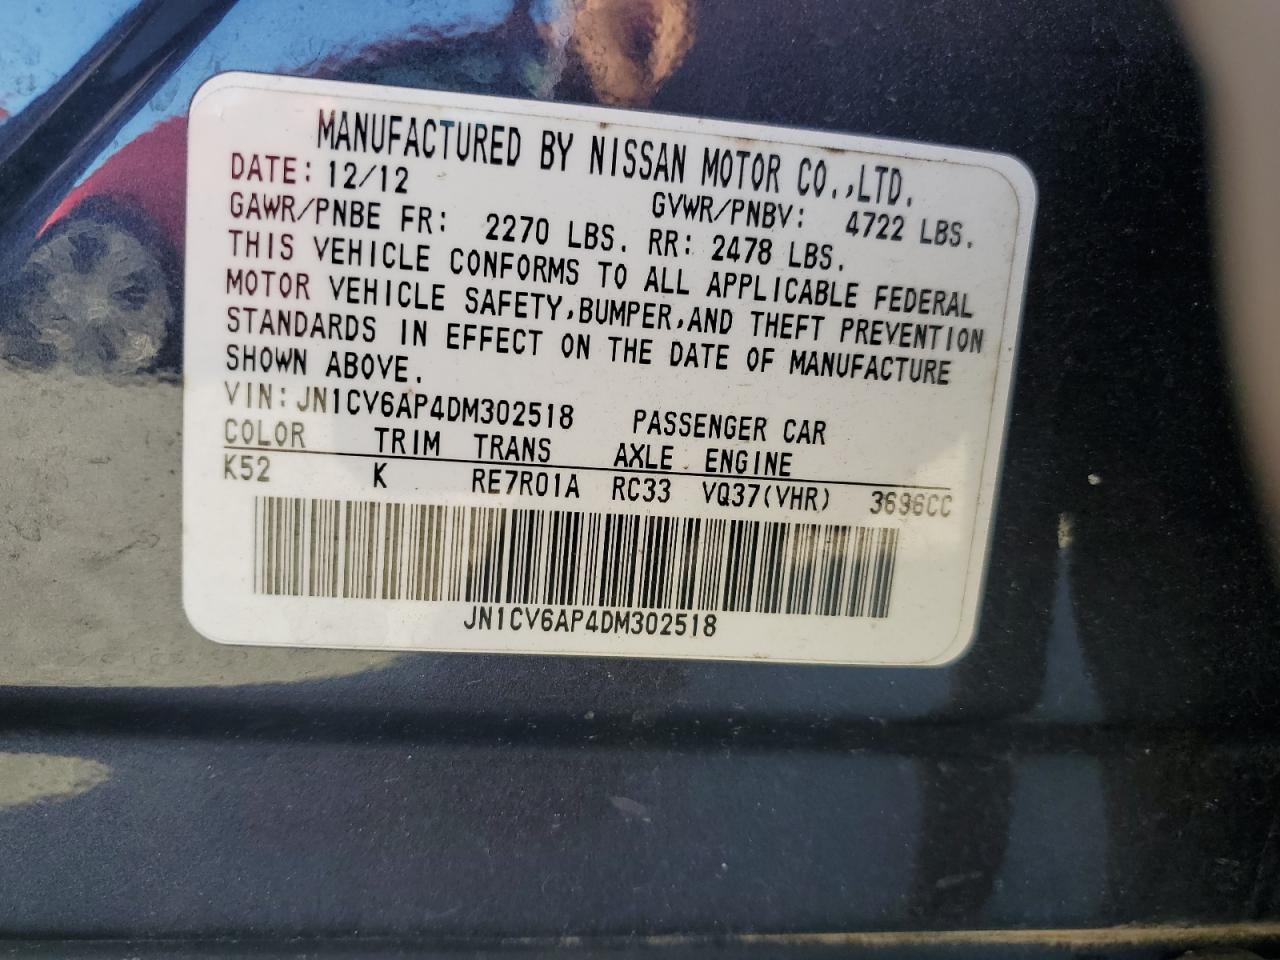 MANUFACTURED BY NISSAN MOTOR CO.,LTD.
DATE: 12/12 GVWR/PNBV: 4722 LBS.
GAWR/PNBE FR: 2270 LBS. RR: 2478 LBS.
THIS VEHICLE CONFORMS TO ALL APPLICABLE FEDERAL
MOTOR VEHICLE SAFETY,BUMPER,AND THEFT PREVENTION
STANDARDS IN EFFECT ON THE DATE OF MANUFACTURE
SHOWN ABOVE.
VIN: JN1CV6AP4DM302518 PASSENGER CAR
COLOR TRIM TRANS AXLE ENGINE
K52 K RE7R01A RC33 VQ37(VHR) 3696CC
JN1CV6AP4DM302518